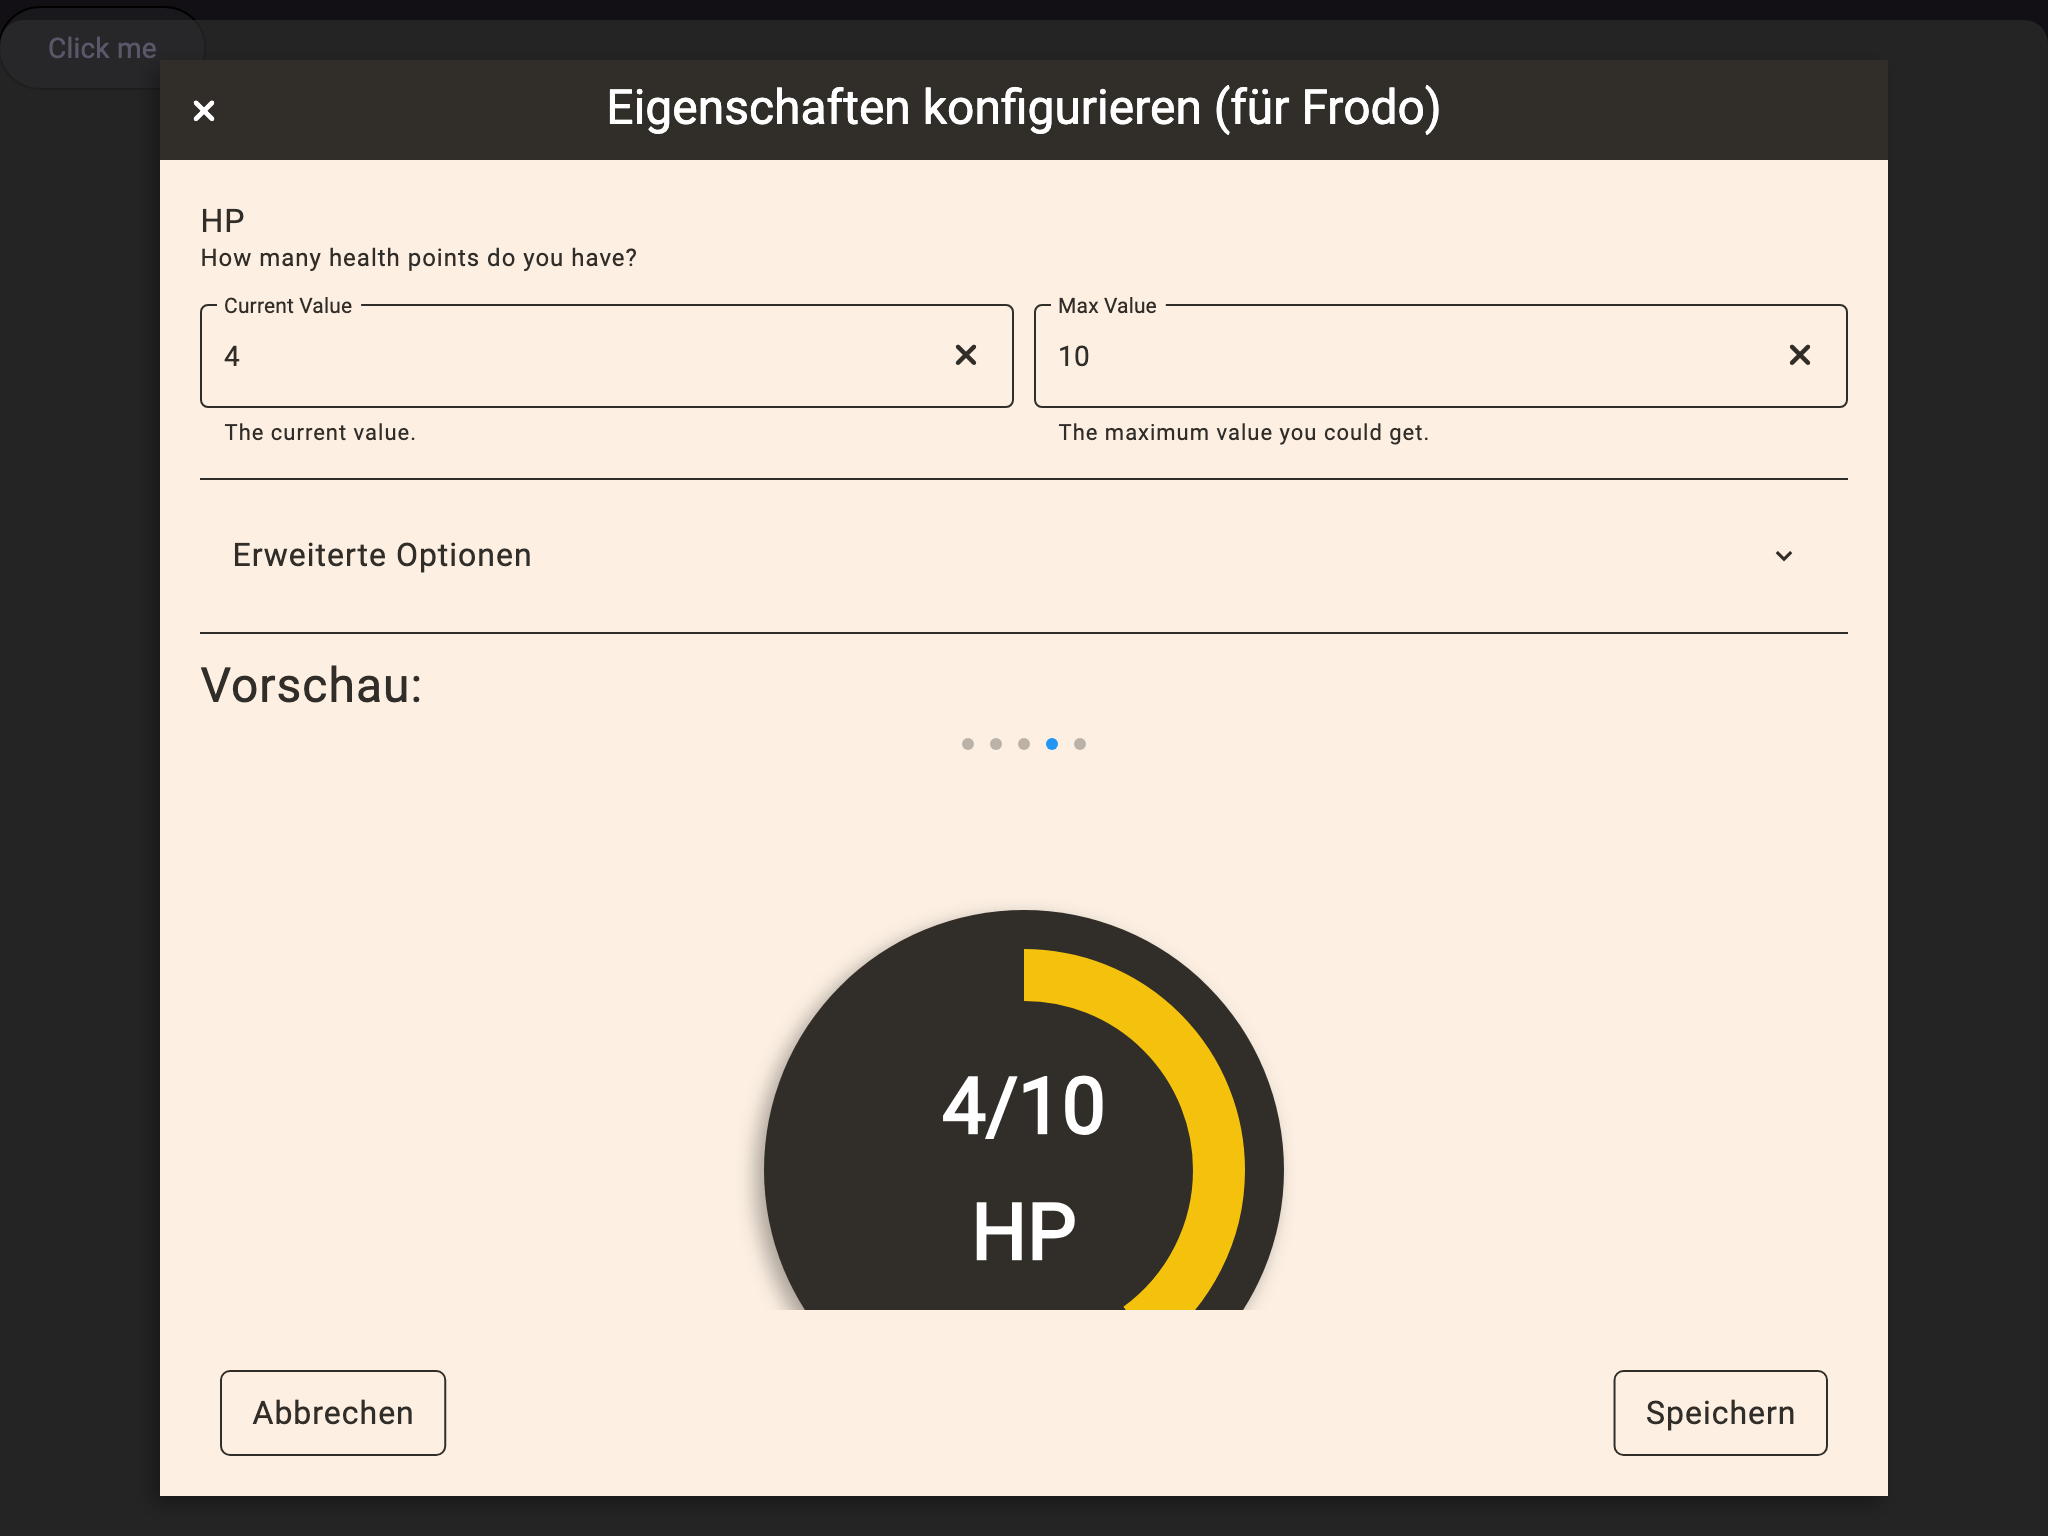 Click me
Eigenschaften konfigurieren (für Frodo)
HP
How many health points do you have?
Current Value
Max Value
4
10
The current value.
The maximum value you could get.
Erweiterte Optionen
Vorschau:
4/10
HP
Abbrechen
Speichern